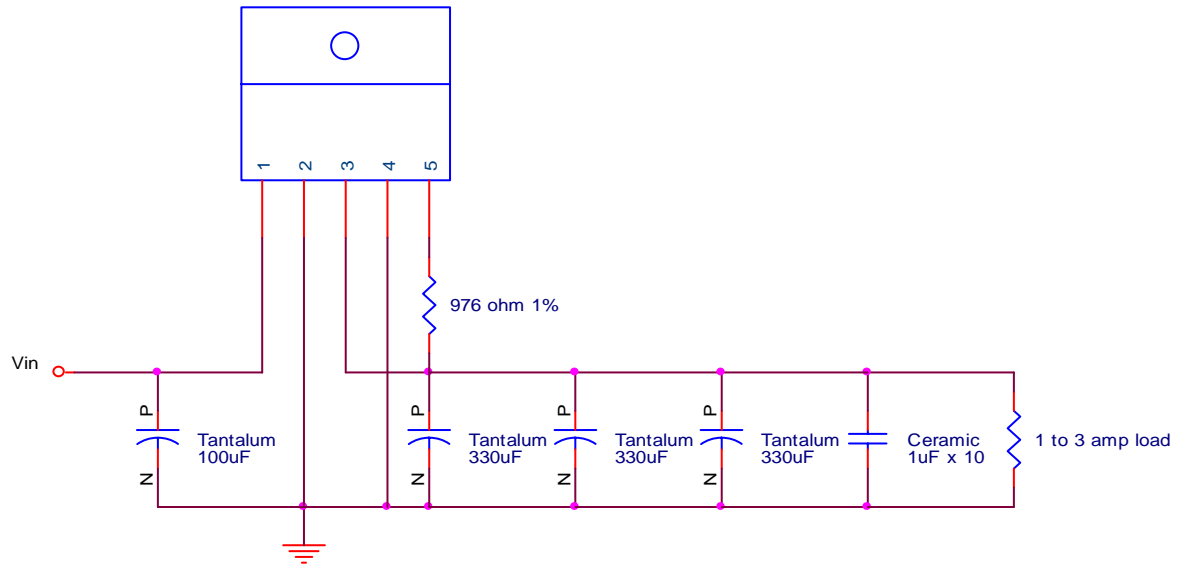 1
2
3
4
5
976 ohm 1%
Vin
P
N
Tantalum
100uF
P
N
Tantalum
330uF
P
N
Tantalum
330uF
P
N
Tantalum
330uF
Ceramic
1uF x 10
1 to 3 amp load